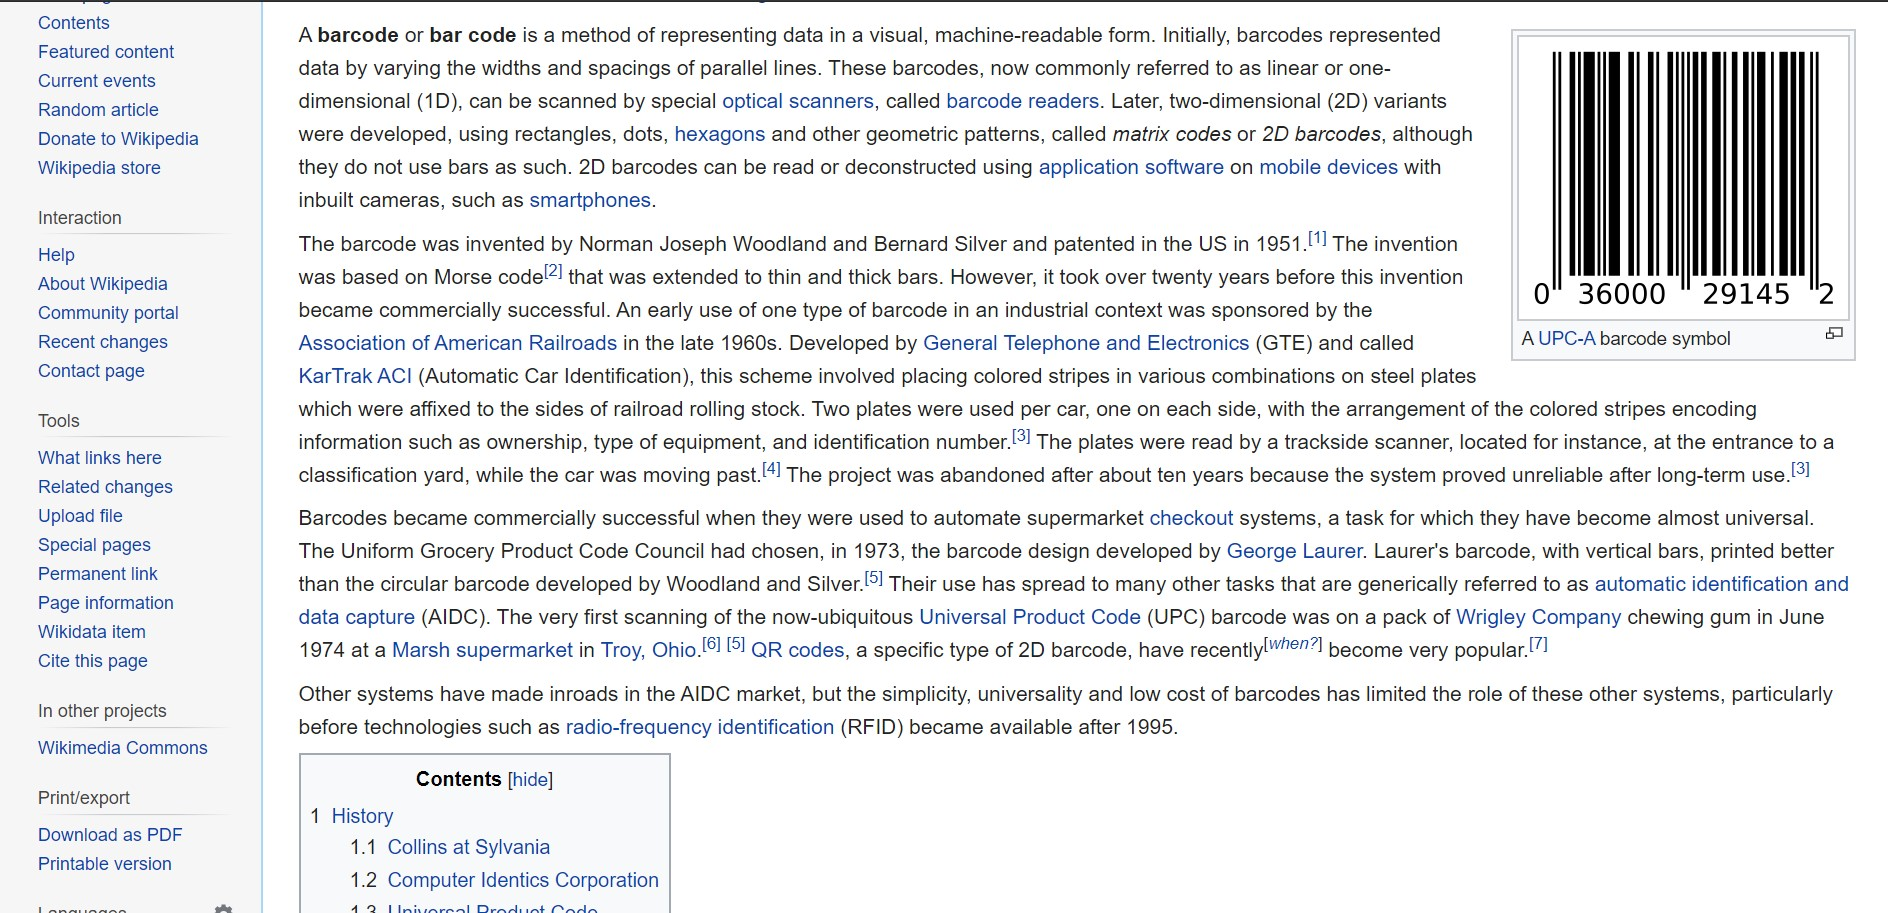 Contents
Featured content
Current events
Random article
Donate to Wikipedia
Wikipedia store
Interaction
Help
About Wikipedia
Community portal
Recent changes
Contact page
Tools
What links here
Related changes
Upload file
Special pages
Permanent link
Page information
Wikidata item
Cite this page
In other projects
Wikimedia Commons
Print/export
Download as PDF
Printable version
Languages
A barcode or bar code is a method of representing data in a visual, machine-readable form. Initially, barcodes represented
data by varying the widths and spacings of parallel lines. These barcodes, now commonly referred to as linear or one-
dimensional (1D), can be scanned by special optical scanners, called barcode readers. Later, two-dimensional (2D) variants
were developed, using rectangles, dots, hexagons and other geometric patterns, called matrix codes or 2D barcodes, although
they do not use bars as such. 2D barcodes can be read or deconstructed using application software on mobile devices with
inbuilt cameras, such as smartphones.
The barcode was invented by Norman Joseph Woodland and Bernard Silver and patented in the US in 1951.[1] The invention
was based on Morse code[2] that was extended to thin and thick bars. However, it took over twenty years before this invention
became commercially successful. An early use of one type of barcode in an industrial context was sponsored by the
Association of American Railroads in the late 1960s. Developed by General Telephone and Electronics (GTE) and called
KarTrak ACI (Automatic Car Identification), this scheme involved placing colored stripes in various combinations on steel plates
which were affixed to the sides of railroad rolling stock. Two plates were used per car, one on each side, with the arrangement of the colored stripes encoding
information such as ownership, type of equipment, and identification number.[3] The plates were read by a trackside scanner, located for instance, at the entrance to a
classification yard, while the car was moving past.[4] The project was abandoned after about ten years because the system proved unreliable after long-term use.[3]
Barcodes became commercially successful when they were used to automate supermarket checkout systems, a task for which they have become almost universal.
The Uniform Grocery Product Code Council had chosen, in 1973, the barcode design developed by George Laurer. Laurer's barcode, with vertical bars, printed better
than the circular barcode developed by Woodland and Silver.[5] Their use has spread to many other tasks that are generically referred to as automatic identification and
data capture (AIDC). The very first scanning of the now-ubiquitous Universal Product Code (UPC) barcode was on a pack of Wrigley Company chewing gum in June
1974 at a Marsh supermarket in Troy, Ohio.[6] [5] QR codes, a specific type of 2D barcode, have recently[when?] become very popular.[7]
Other systems have made inroads in the AIDC market, but the simplicity, universality and low cost of barcodes has limited the role of these other systems, particularly
before technologies such as radio-frequency identification (RFID) became available after 1995.
0 36000 29145 2
A UPC-A barcode symbol
Contents [hide]
1 History
1.1 Collins at Sylvania
1.2 Computer Identics Corporation
1.3 Universal Product Code